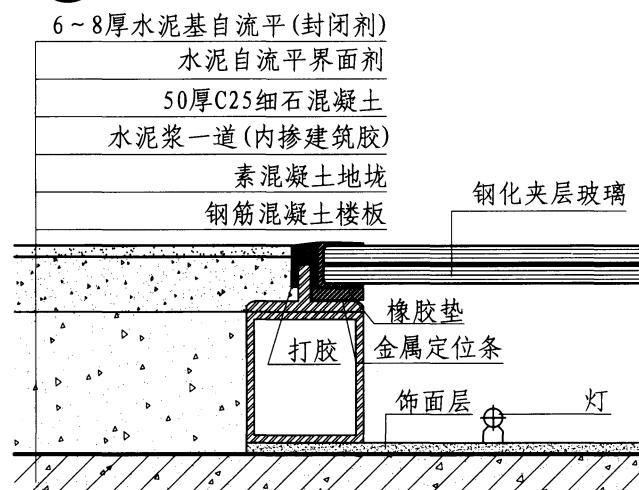 6~8厚水泥基自流平(封闭剂)
水泥自流平界面剂
50厚C25细石混凝土
水泥浆一道(内掺建筑胶)
素混凝土地垅
钢筋混凝土楼板
钢化夹层玻璃
橡胶垫
打胶
金属定位条
饰面层
灯